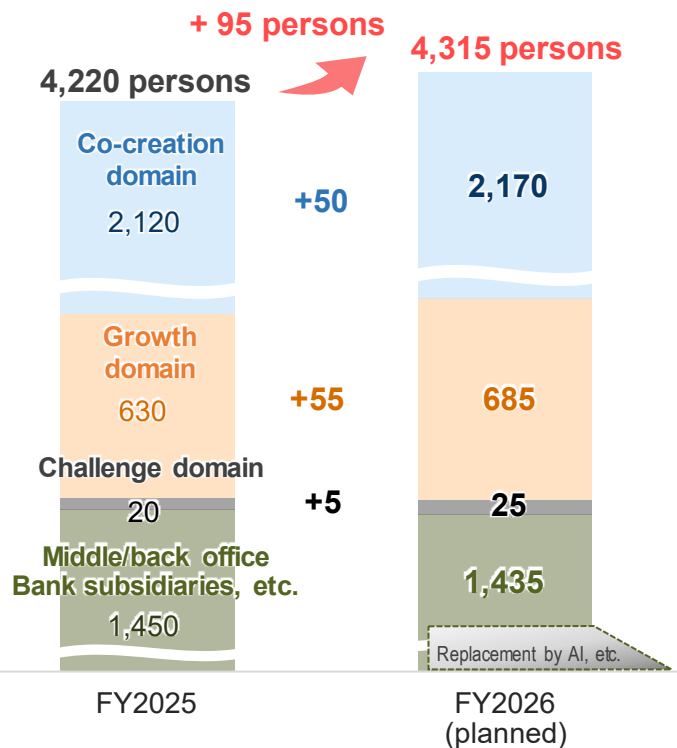 + 95 persons
4,220 persons
4,315 persons
Co-creation
domain
2,120
+50
2,170
Growth
domain
630
+55
685
Challenge domain
20
+5
25
Middle/back office
Bank subsidiaries, etc.
1,450
1,435
Replacement by AI, etc.
FY2025
FY2026
(planned)